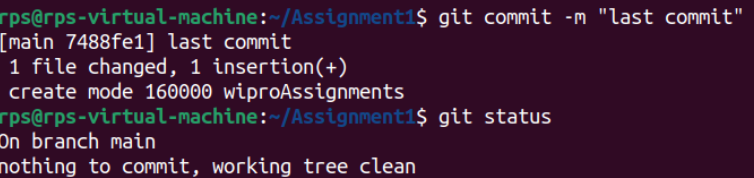 rps@rps-virtual-machine:~/Assignment1$ git commit -m "last commit"
[main 7488fe1] last commit
 1 file changed, 1 insertion(+)
 create mode 160000 wiproAssignments
rps@rps-virtual-machine:~/Assignment1$ git status
On branch main
nothing to commit, working tree clean